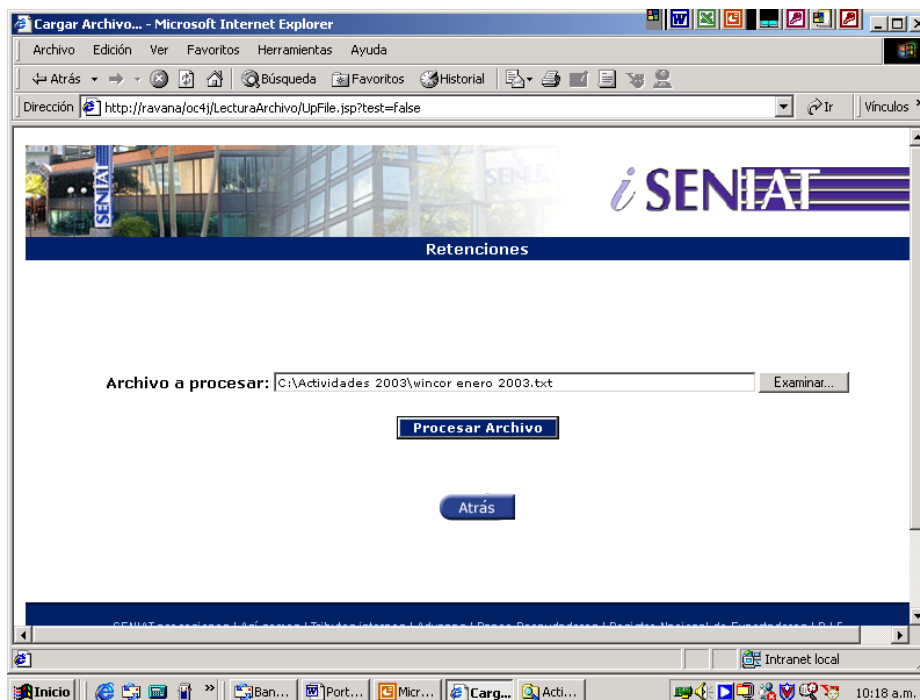 Cargar Archivo... - Microsoft Internet Explorer
Archivo Edición Ver Favoritos Herramientas Ayuda
Atrás Búsqueda Favoritos Historial
Dirección http://ravana/oc4j/LecturaArchivo/UpFile.jsp?test=false Ir Vínculos
SENIAT
SENIAT
i SENIAT
Retenciones
Archivo a procesar: C:\Actividades 2003\wincor enero 2003.txt Examinar...
Procesar Archivo
Atrás
Intranet local
Inicio Ban... Port... Micr... Carg... Acti... 10:18 a.m.